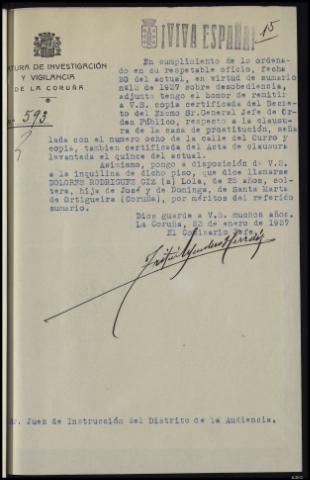 ¡VIVA ESPAÑA!
15
JEFATURA DE INVESTIGACIÓN
Y VIGILANCIA
DE LA CORUÑA
Nº 593
En cumplimiento de lo ordena-
do en su respetable oficio, fecha
20 del actual, en virtud de sumario
nº15 de 1937 sobre desobediencia,
adjunto tengo el honor de remitir
a V.S. copia certificada del Decre-
to del Excmo Sr.General Jefe de Or-
den Público, respecto a la clausu-
ra de la casa de prostitución, seña
lada con el numero ocho de la calle del Curro y
copia, tambien certificada del Acta de clausura
levantada el quince del actual.
Asimismo, pongo a disposición de V.S.
a la inquilina de dicho piso, que dice llamarse
DOLORES RODRIGUEZ CIZ (a) Lola, de 25 años, sol-
tera, hija de José y de Dominga, de Santa Marta
de Ortigueira (Coruña), por méritos del referido
sumario.
Dios guarde a V.S. muchos años.
La Coruña, 22 de enero de 1937
El Comisario Jefe,
Sr. Juez de Instrucción del Distrito de la Audiencia.